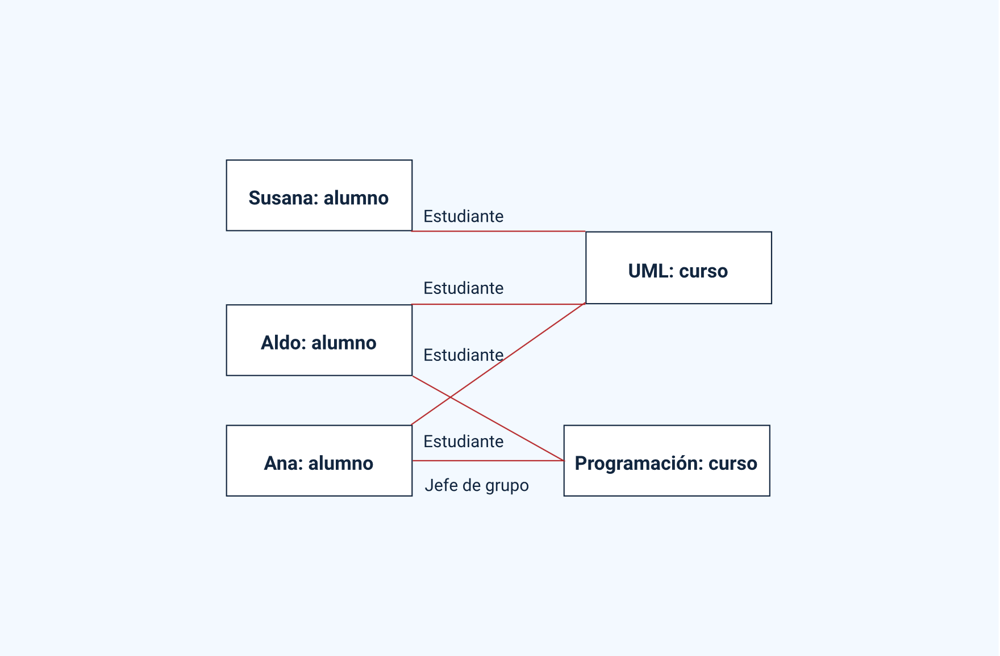 Susana: alumno
Estudiante
UML: curso
Estudiante
Aldo: alumno
Estudiante
Estudiante
Ana: alumno
Programación: curso
Jefe de grupo